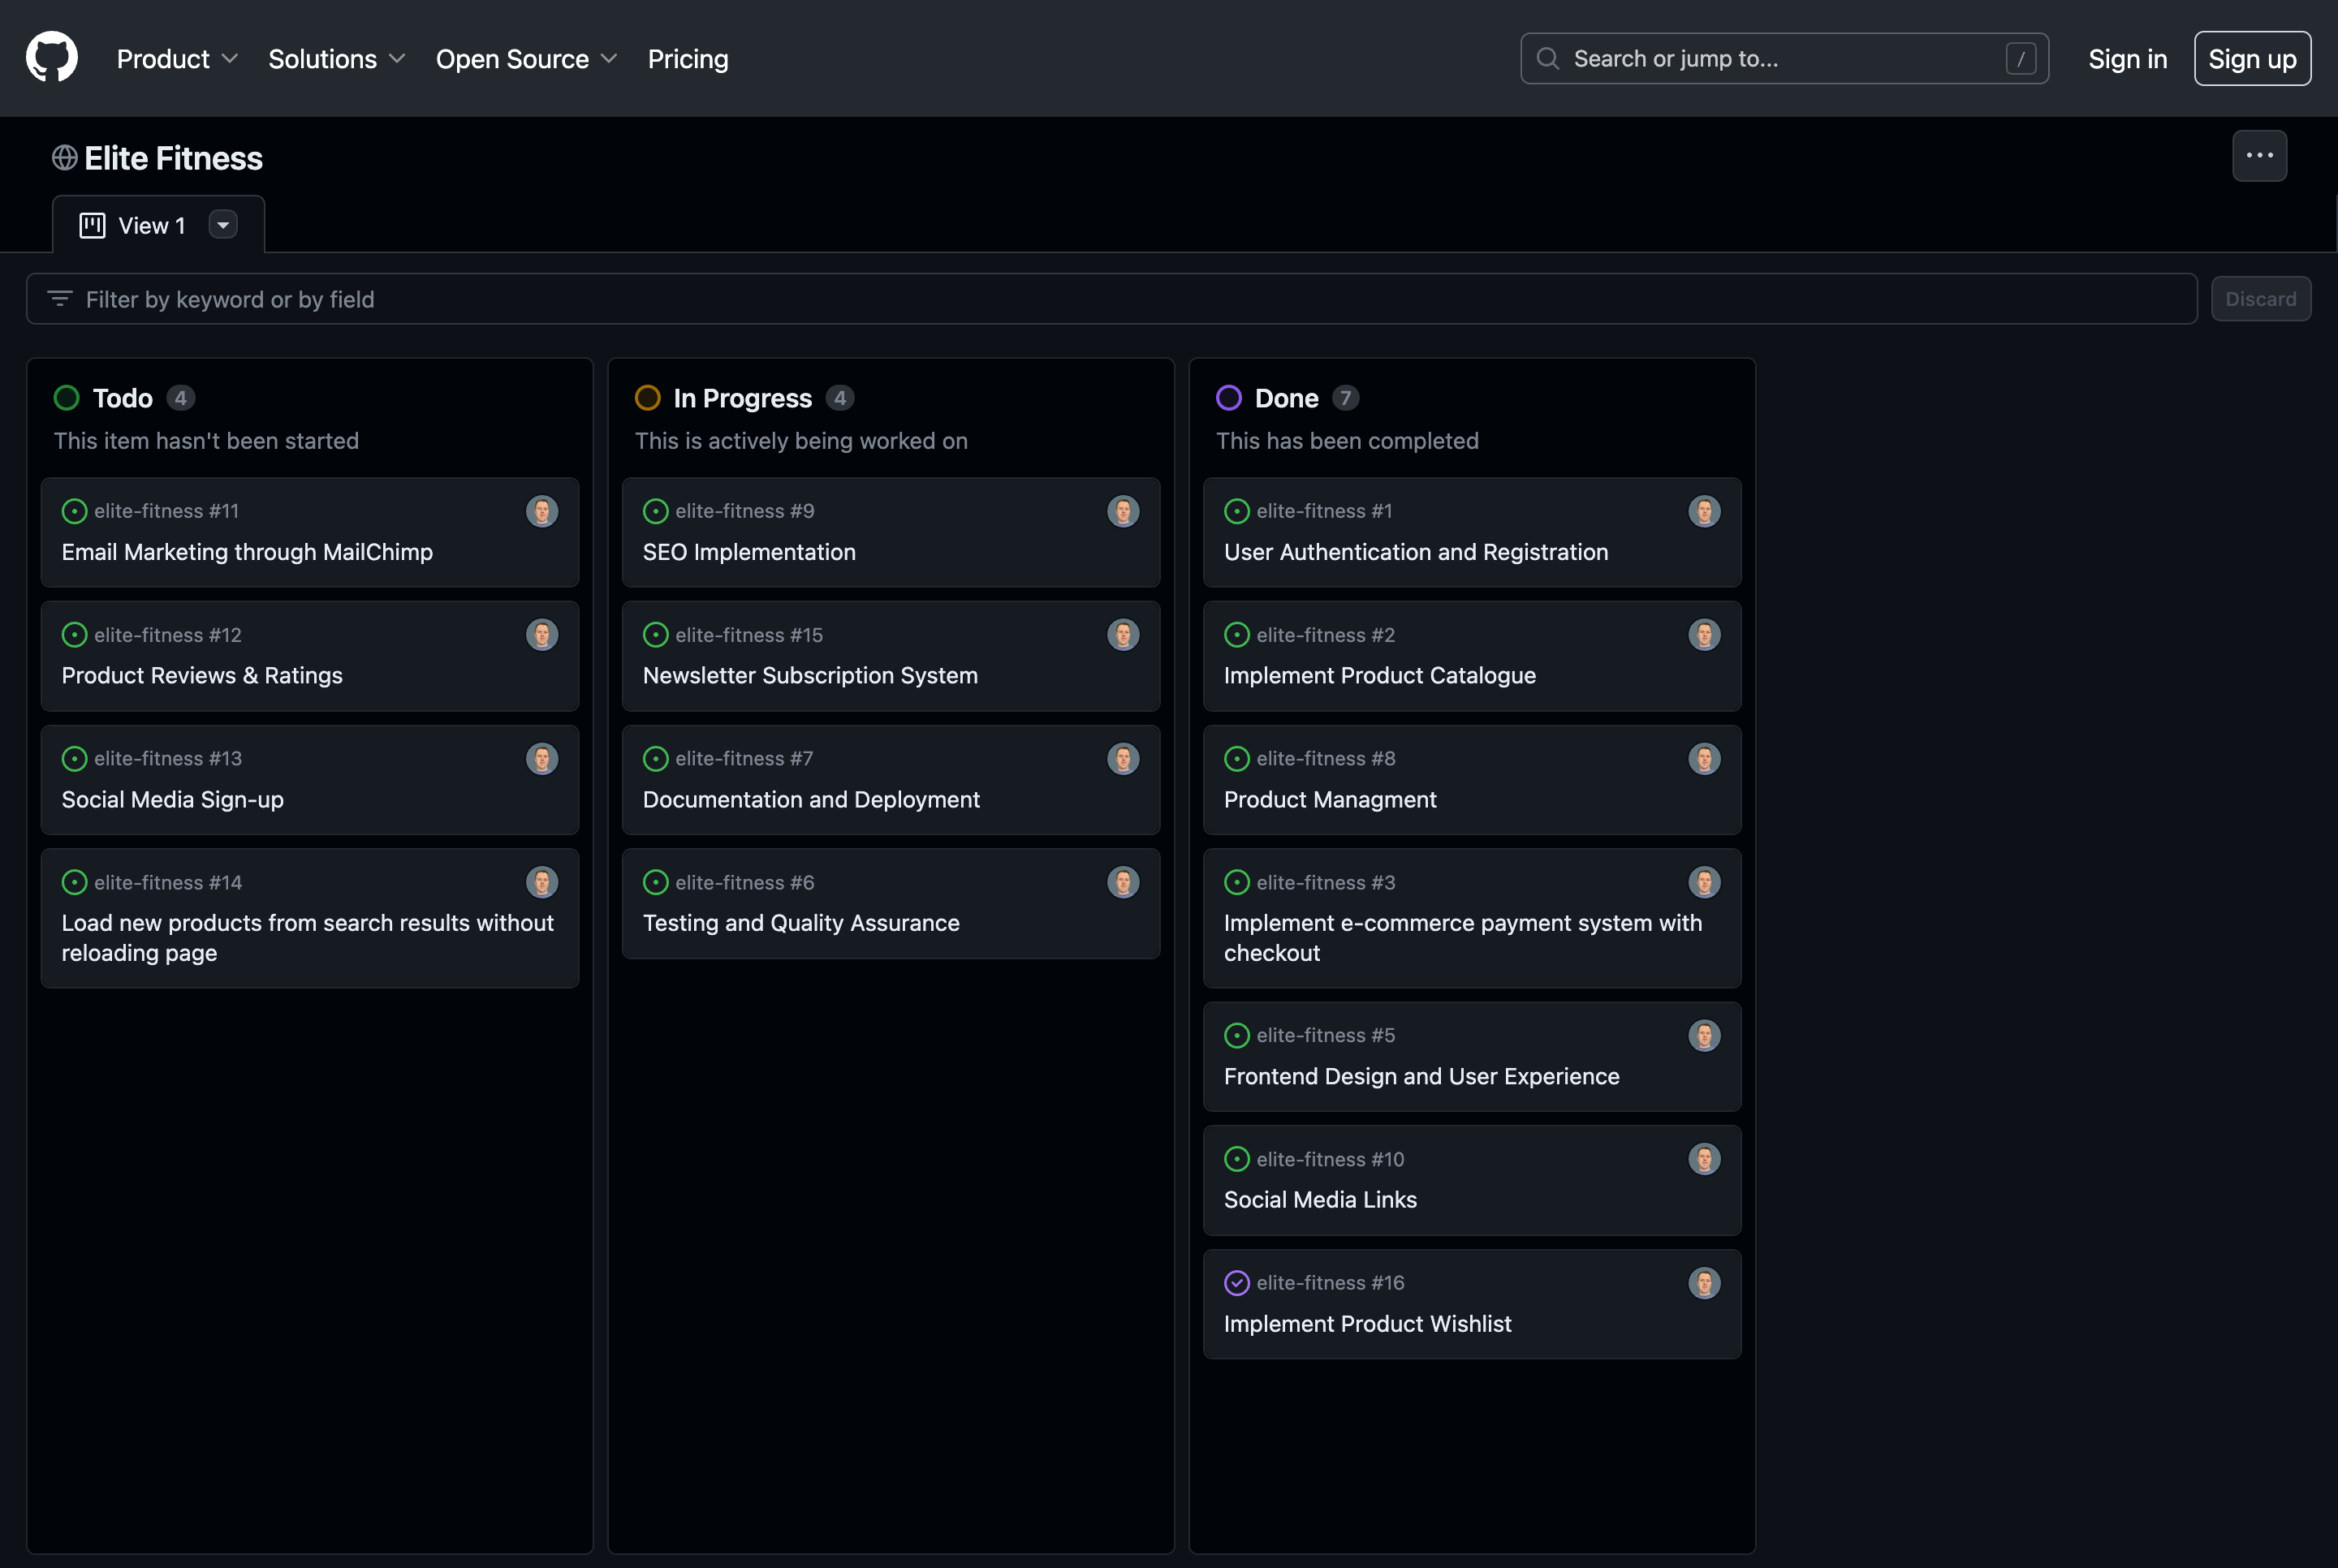 Product Solutions Open Source Pricing Search or jump to... / Sign in Sign up
Elite Fitness
View 1
Filter by keyword or by field Discard
Todo 4
This item hasn't been started
elite-fitness #11
Email Marketing through MailChimp
elite-fitness #12
Product Reviews & Ratings
elite-fitness #13
Social Media Sign-up
elite-fitness #14
Load new products from search results without
reloading page
In Progress 4
This is actively being worked on
elite-fitness #9
SEO Implementation
elite-fitness #15
Newsletter Subscription System
elite-fitness #7
Documentation and Deployment
elite-fitness #6
Testing and Quality Assurance
Done 7
This has been completed
elite-fitness #1
User Authentication and Registration
elite-fitness #2
Implement Product Catalogue
elite-fitness #8
Product Managment
elite-fitness #3
Implement e-commerce payment system with
checkout
elite-fitness #5
Frontend Design and User Experience
elite-fitness #10
Social Media Links
elite-fitness #16
Implement Product Wishlist